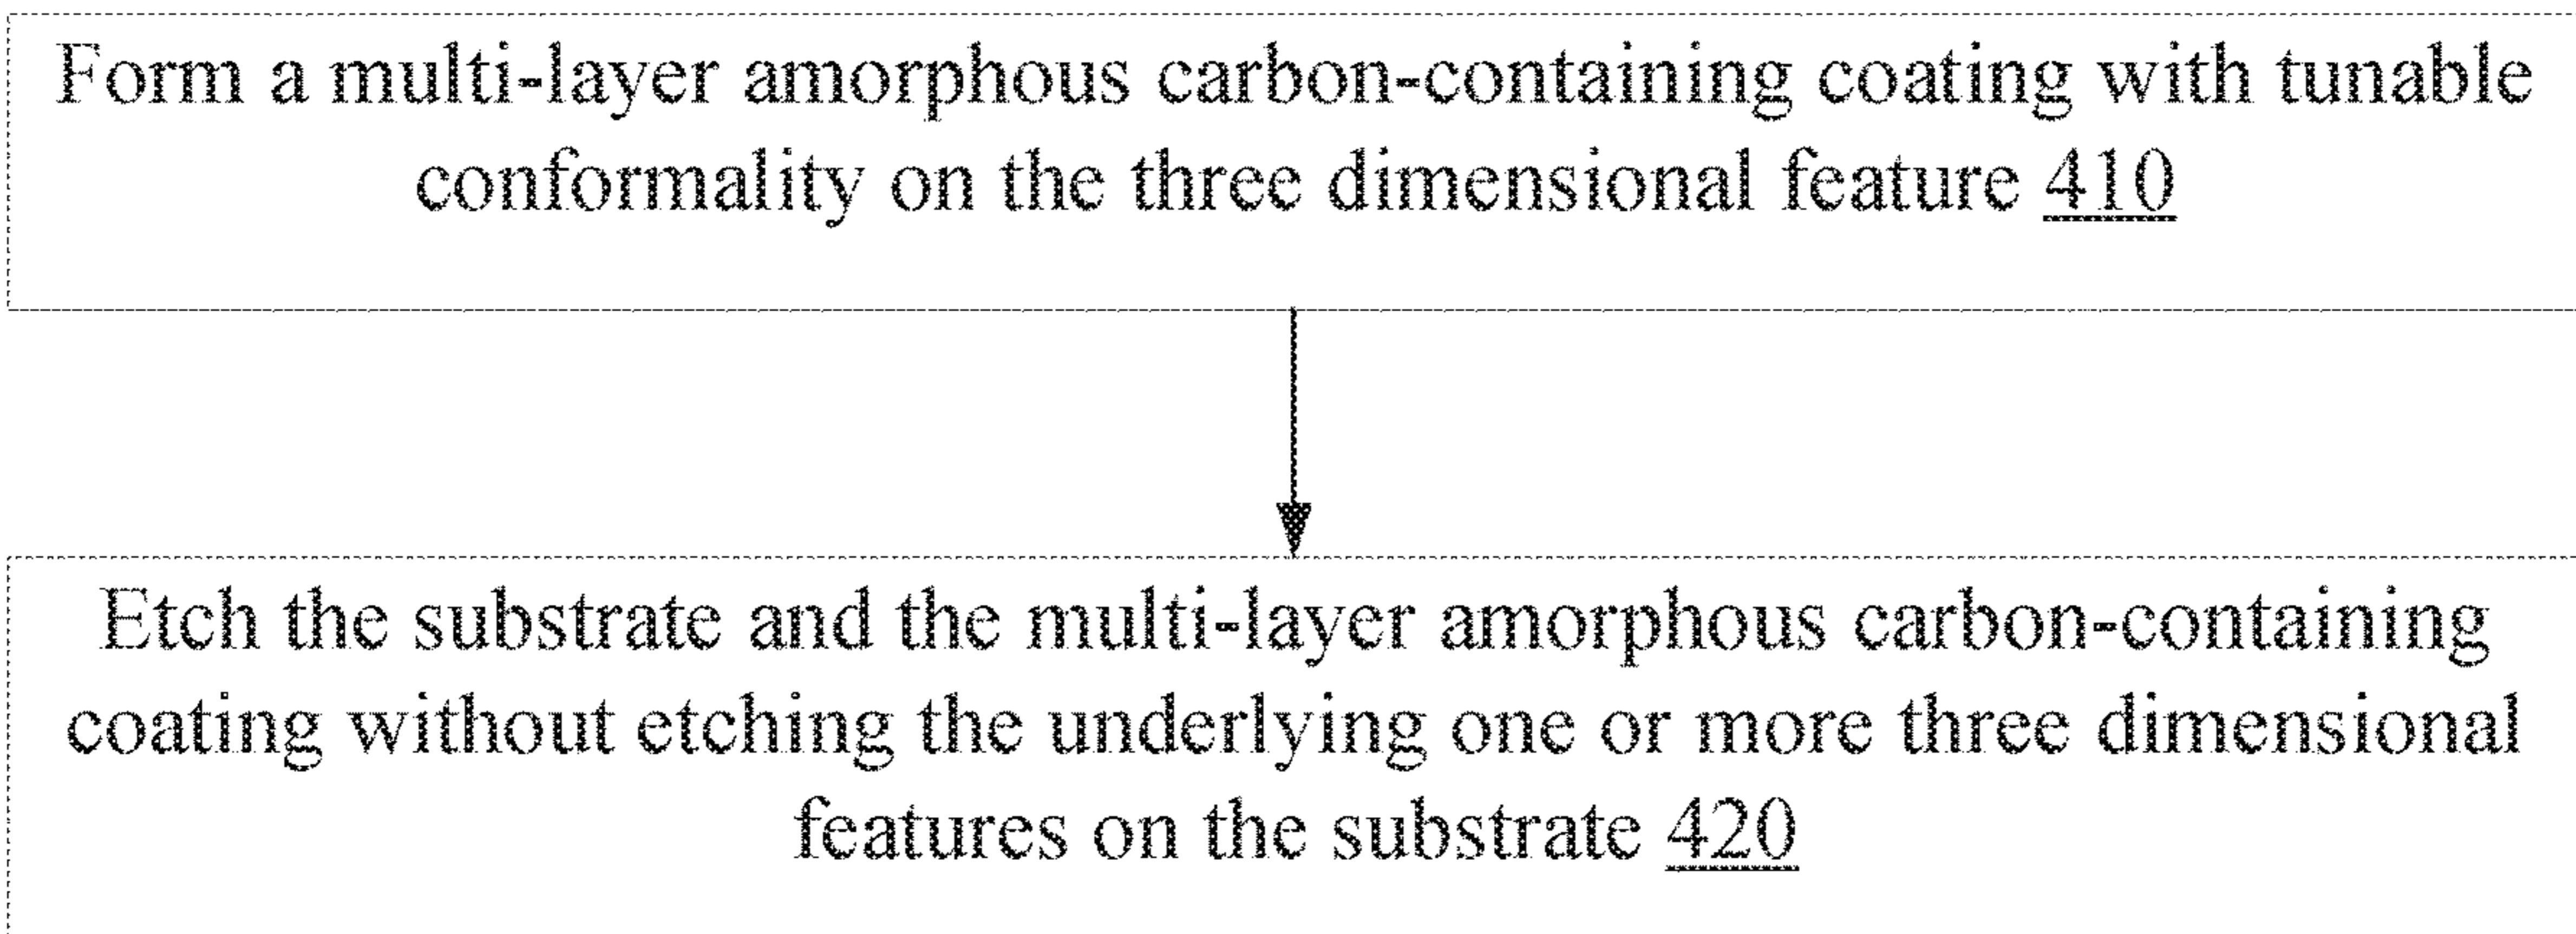 Form a multi-layer amorphous carbon-containing coating with tunable
conformality on the three dimensional feature 410
Etch the substrate and the multi-layer amorphous carbon-containing
coating without etching the underlying one or more three dimensional
features on the substrate 420